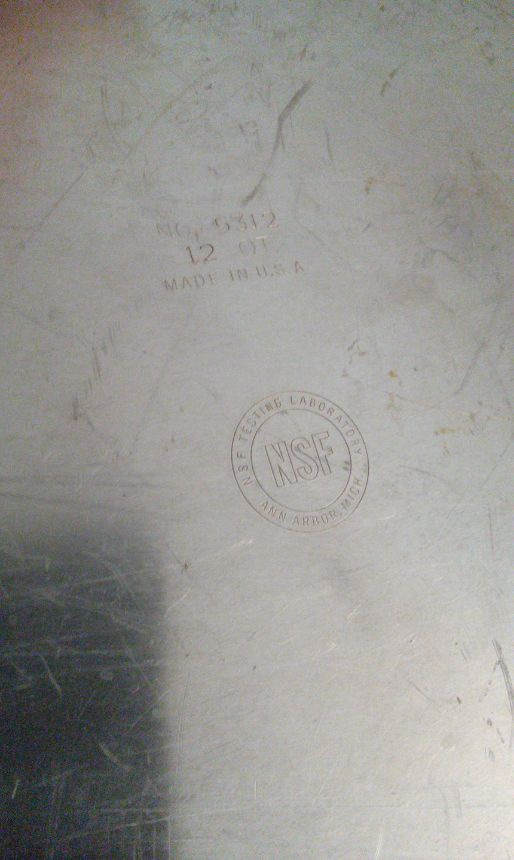 NO. 5312
12 QT
MADE IN U.S.A
NSF TESTING LABORATORY
NSF
ANN ARBOR, MICH.